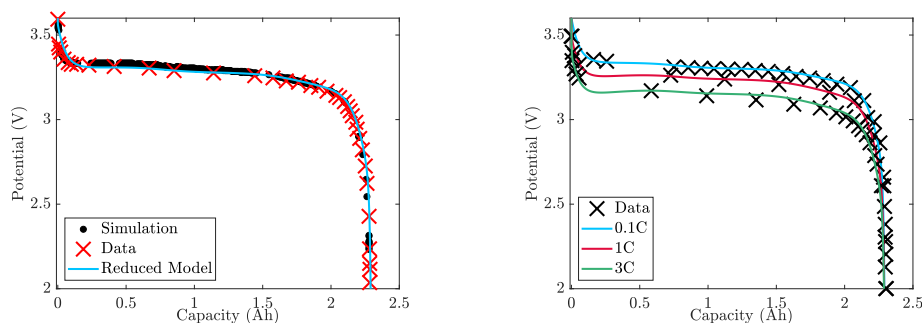 3.5
3
2.5
2
Potential (V)
Simulation
Data
Reduced Model
0 0.5 1 1.5 2 2.5
Capacity (Ah)
3.5
3
2.5
2
Potential (V)
Data
0.1C
1C
3C
0 0.5 1 1.5 2 2.5
Capacity (Ah)